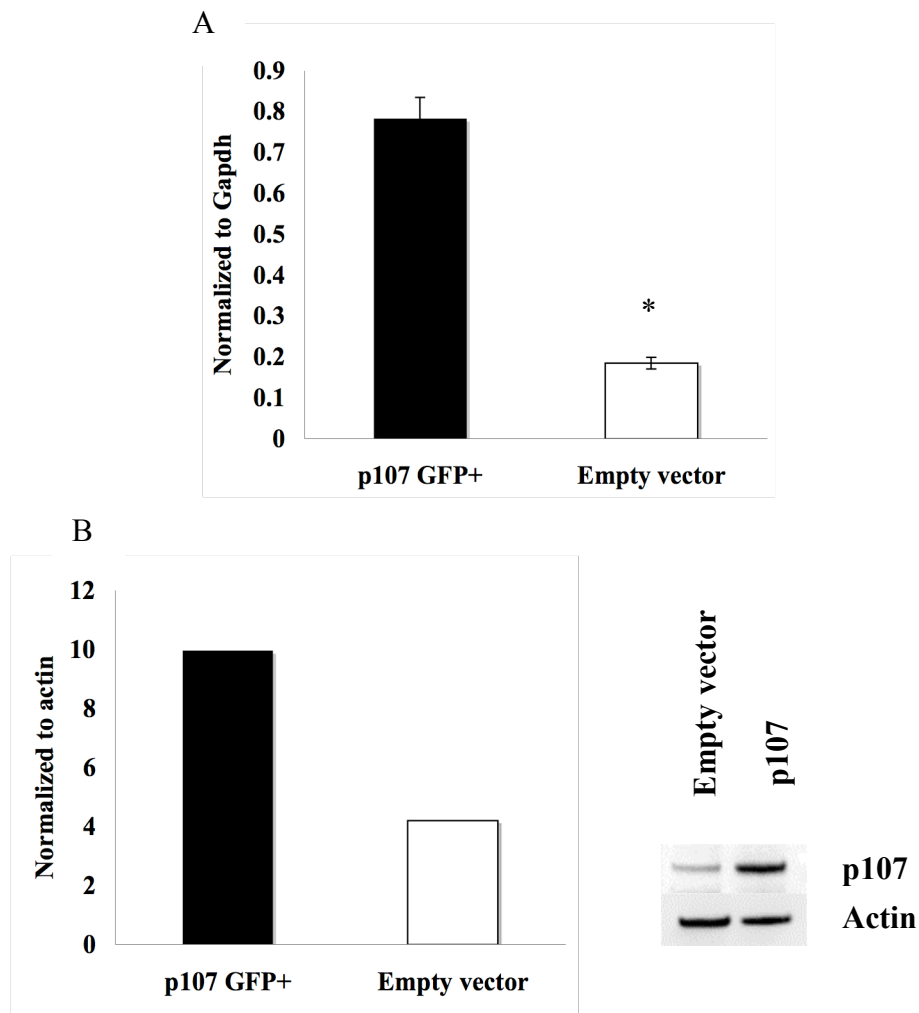 A
Normalized to Gapdh
0.9
0.8
0.7
0.6
0.5
0.4
0.3
0.2
0.1
0
*
p107 GFP+ Empty vector
B
Normalized to actin
12
10
8
6
4
2
0
p107 GFP+ Empty vector
Empty vector
p107
p107
Actin